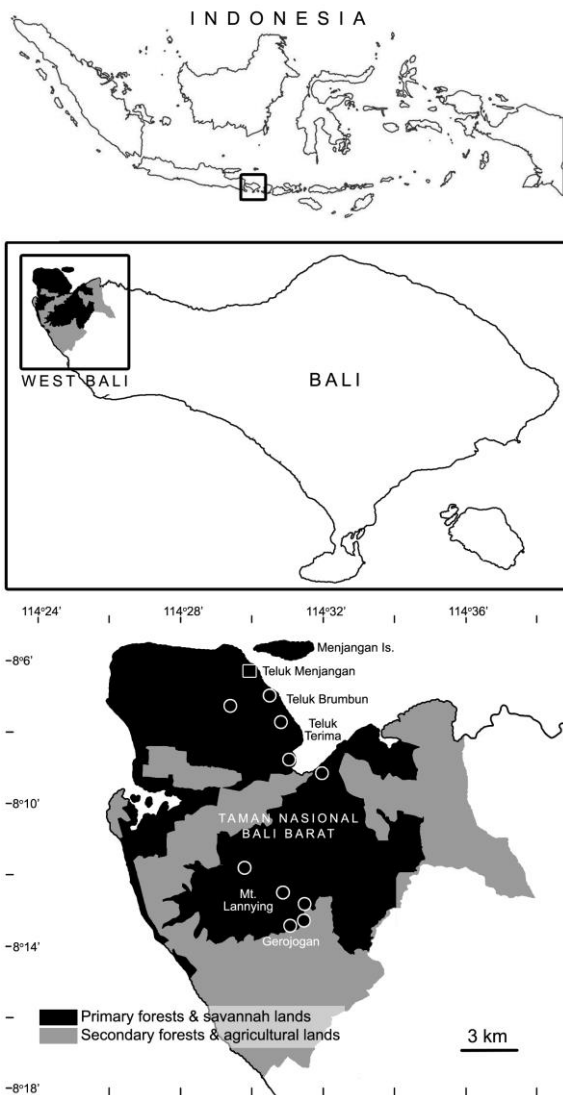 INDONESIA
WEST BALI
BALI
114°24'
114°28'
114°32'
114°36'
Menjangan Is.
-8°6'
Teluk Menjangan
Teluk Brumbun
Teluk
Terima
-8°10'
TAMAN NASIONAL
BALI BARAT
Mt.
Lannying
-8°14'
Gerojogan
Primary forests & savannah lands
Secondary forests & agricultural lands
3 km
-8°18'